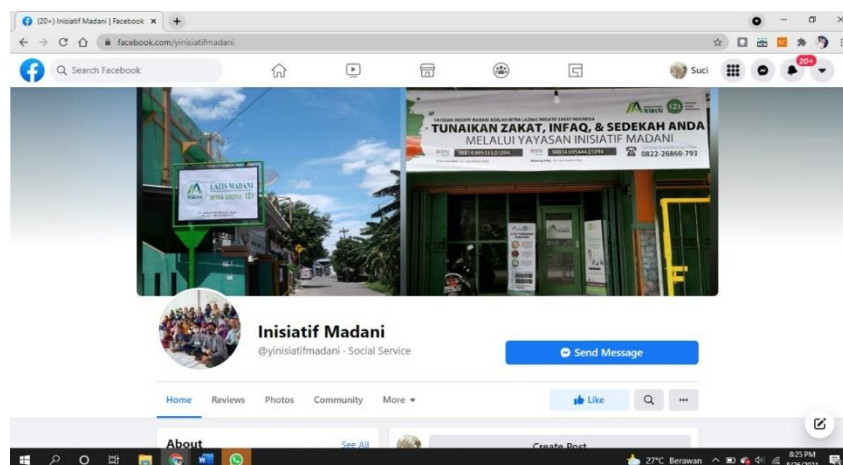 (20+) Inisiatif Madani | Facebook
facebook.com/yinisiatifmadani
Search Facebook
Suci
20+
LAZIS MADANI
TUNAIKAN ZAKAT, INFAQ, & SEDEKAH ANDA
MELALUI YAYASAN INISIATIF MADANI
0822-26860-793
Inisiatif Madani
@yinisiatifmadani · Social Service
Send Message
Home Reviews Photos Community More
Like
About
See All
Create Post
27°C Berawan
8:25 PM